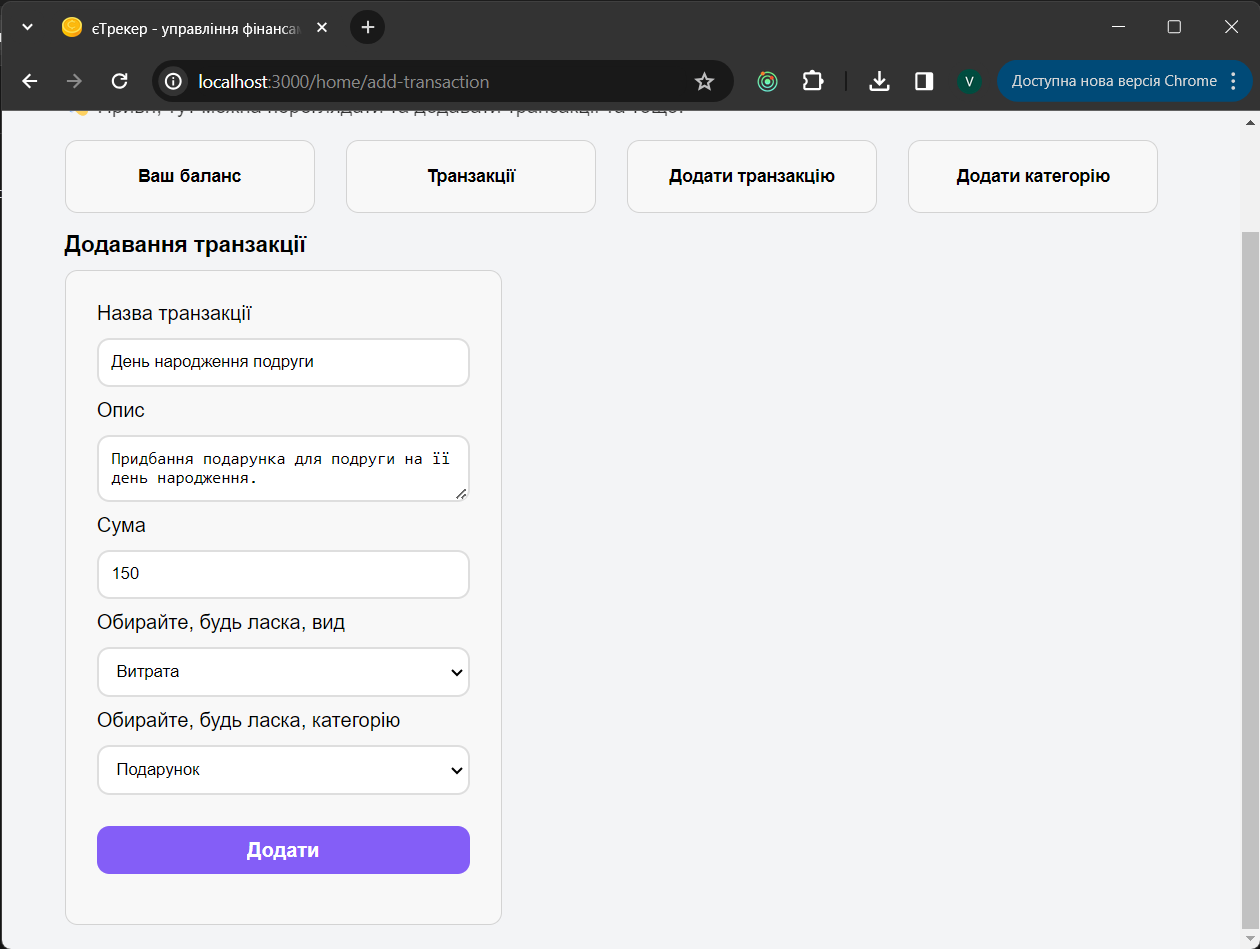 єТрекер - управління фінансам
localhost:3000/home/add-transaction
V
Доступна нова версія Chrome
Ваш баланс
Транзакції
Додати транзакцію
Додати категорію
Додавання транзакції
Назва транзакції
День народження подруги
Опис
Придбання подарунка для подруги на її
день народження.
Сума
150
Обирайте, будь ласка, вид
Витрата
Обирайте, будь ласка, категорію
Подарунок
Додати